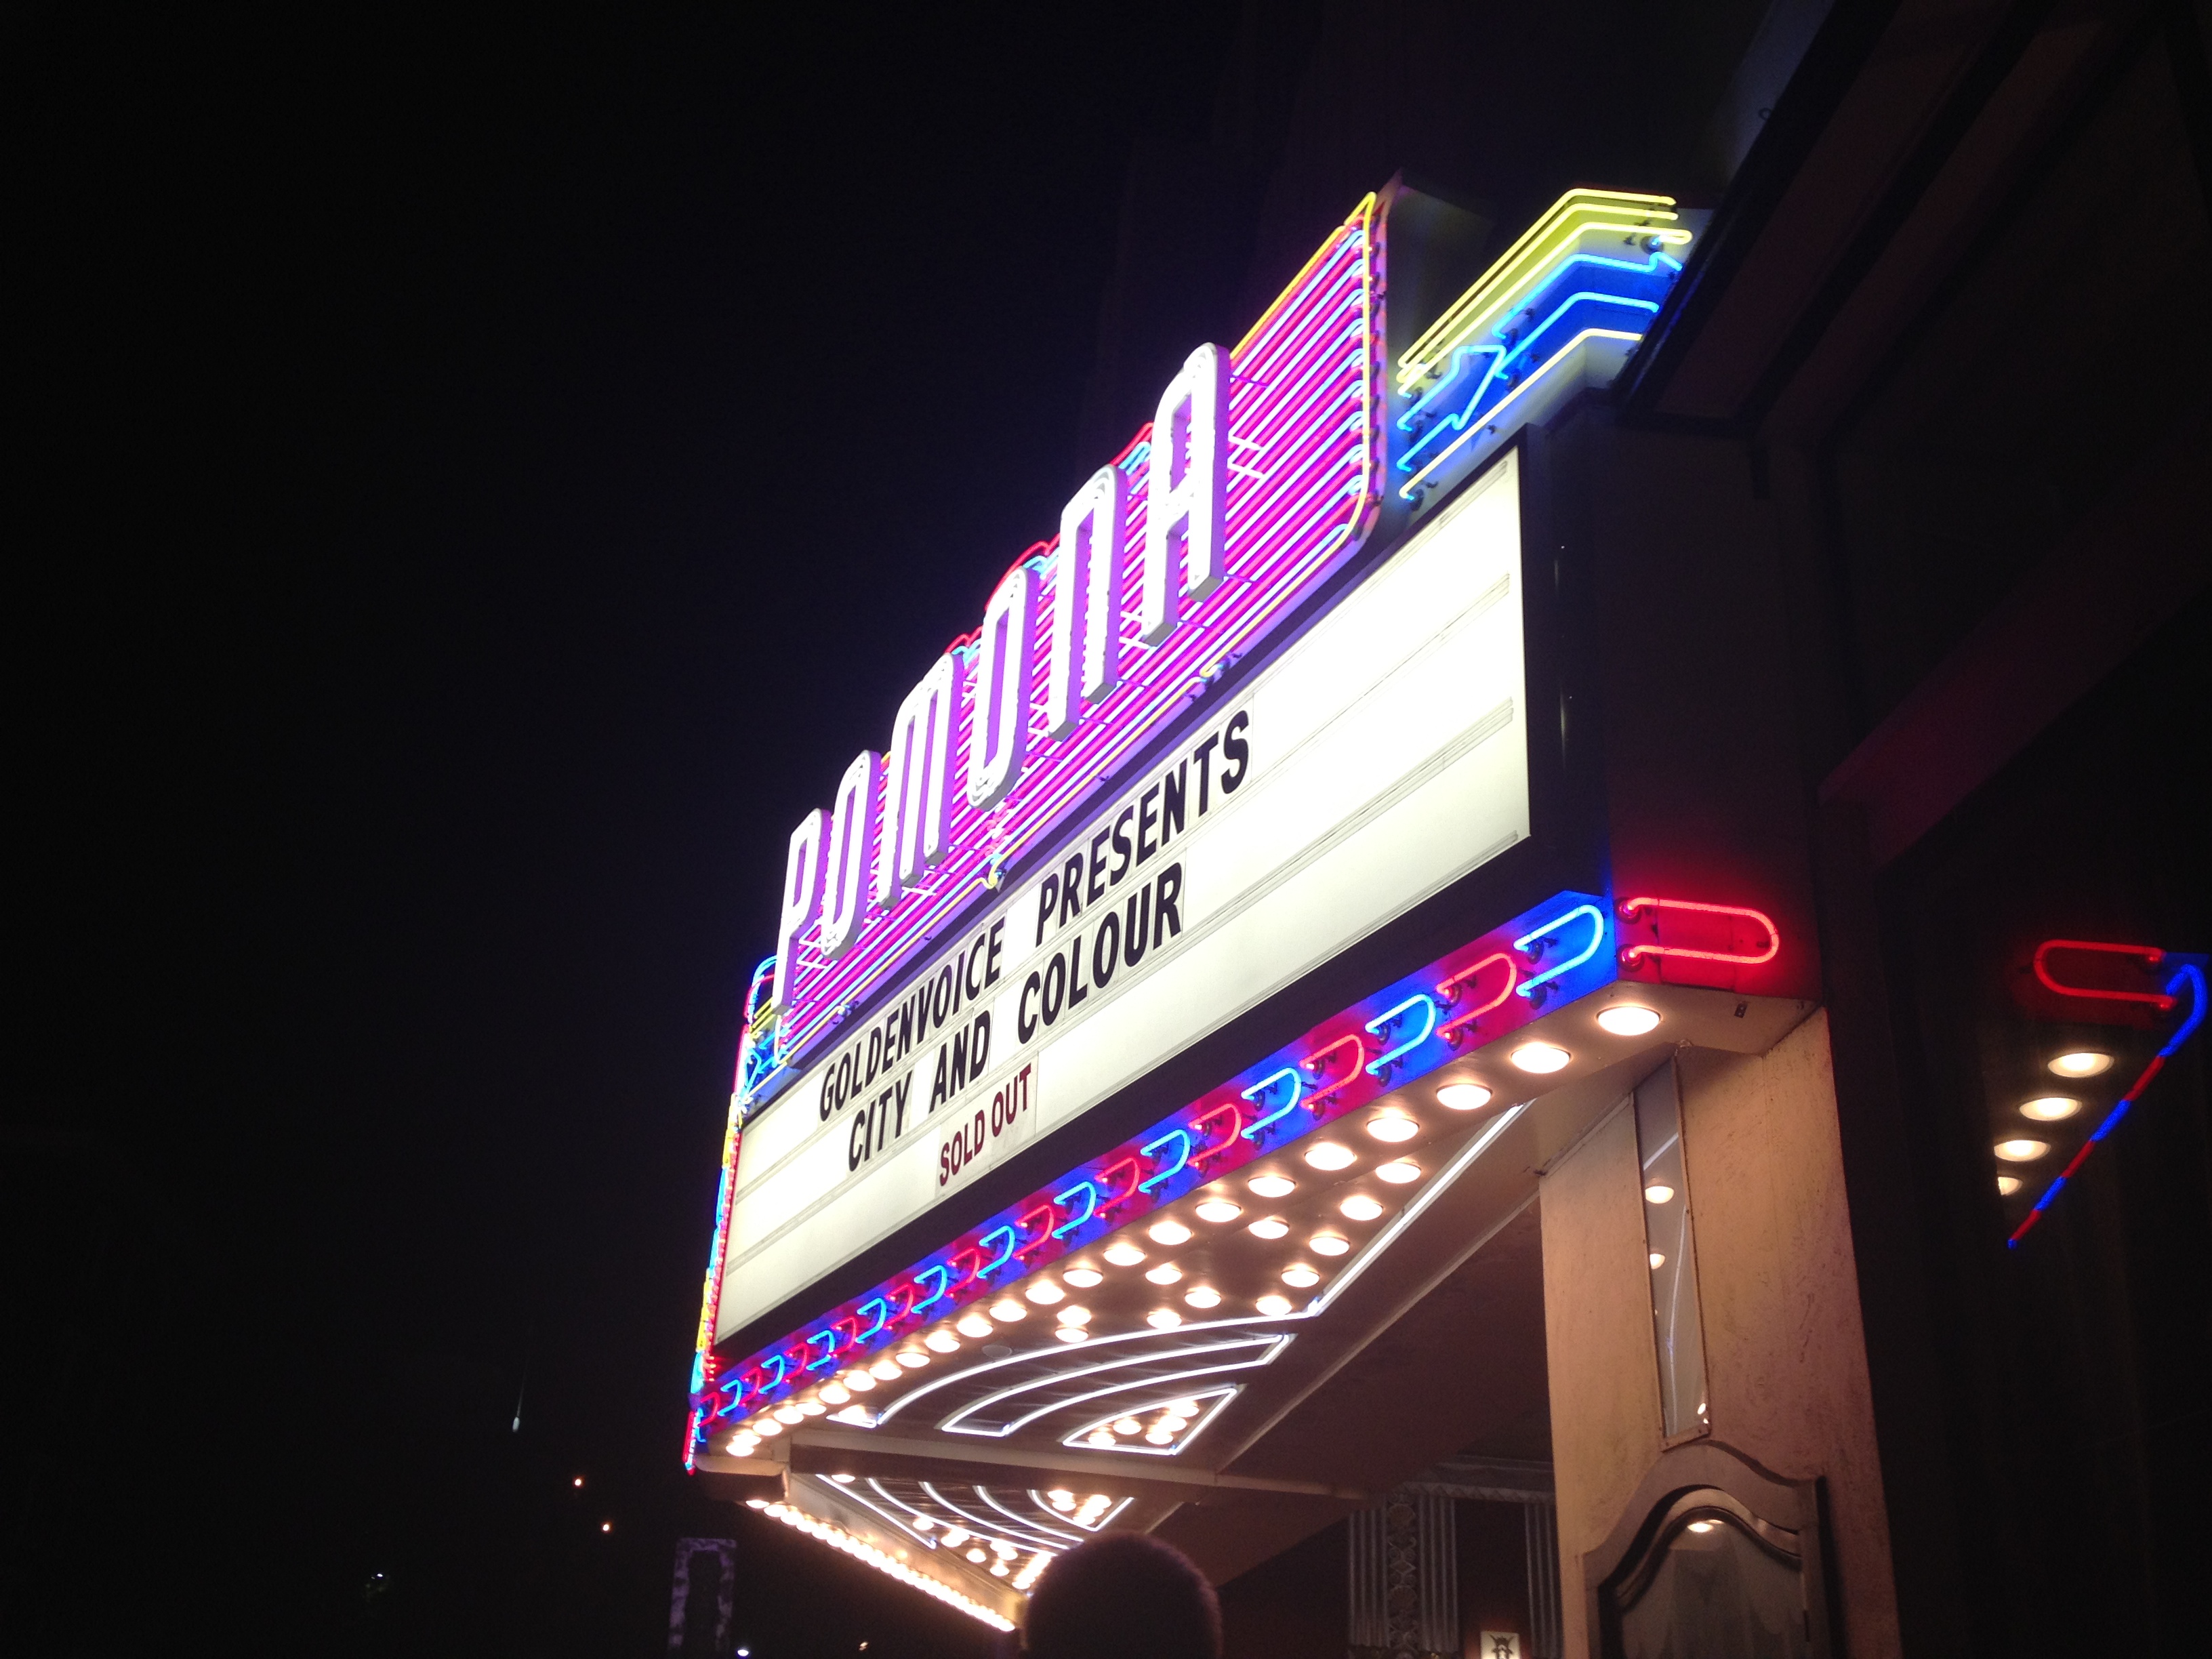 POMONA
GOLDENVOICE PRESENTS
CITY AND COLOUR
SOLD OUT